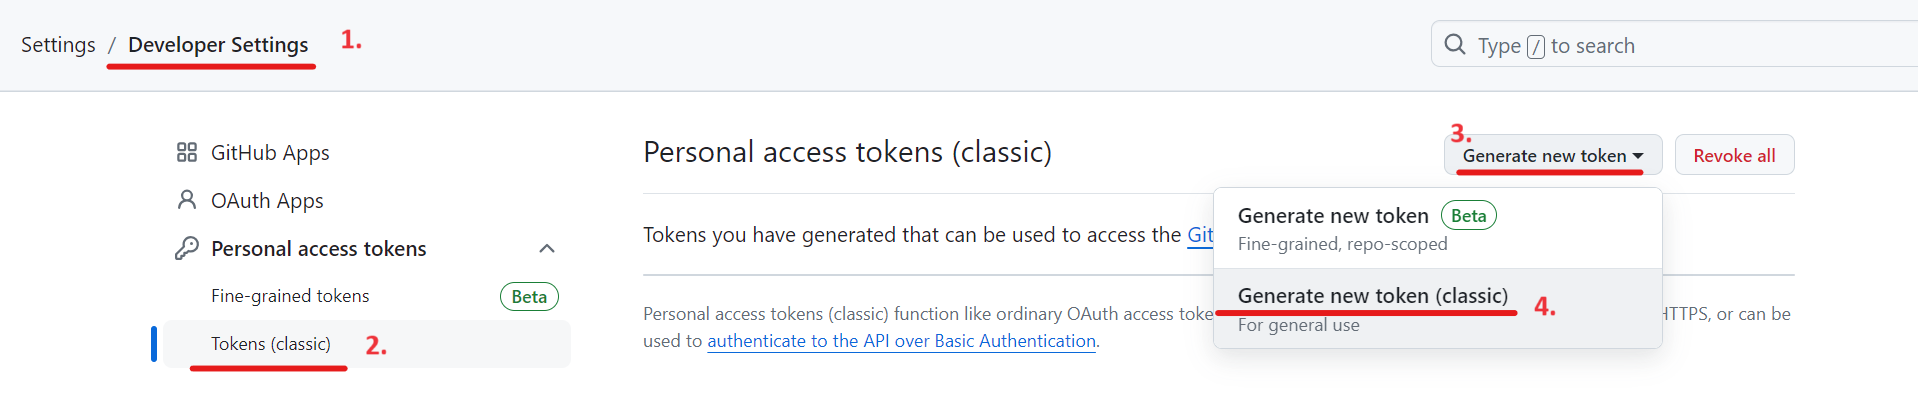 Settings / Developer Settings 1.
Type / to search
GitHub Apps
OAuth Apps
Personal access tokens
Fine-grained tokens Beta
Tokens (classic) 2.
Personal access tokens (classic)
3.
Generate new token
Revoke all
Tokens you have generated that can be used to access the Git
Personal access tokens (classic) function like ordinary OAuth access toke
HTTPS, or can be
used to authenticate to the API over Basic Authentication.
Generate new token Beta
Fine-grained, repo-scoped
Generate new token (classic) 4.
For general use